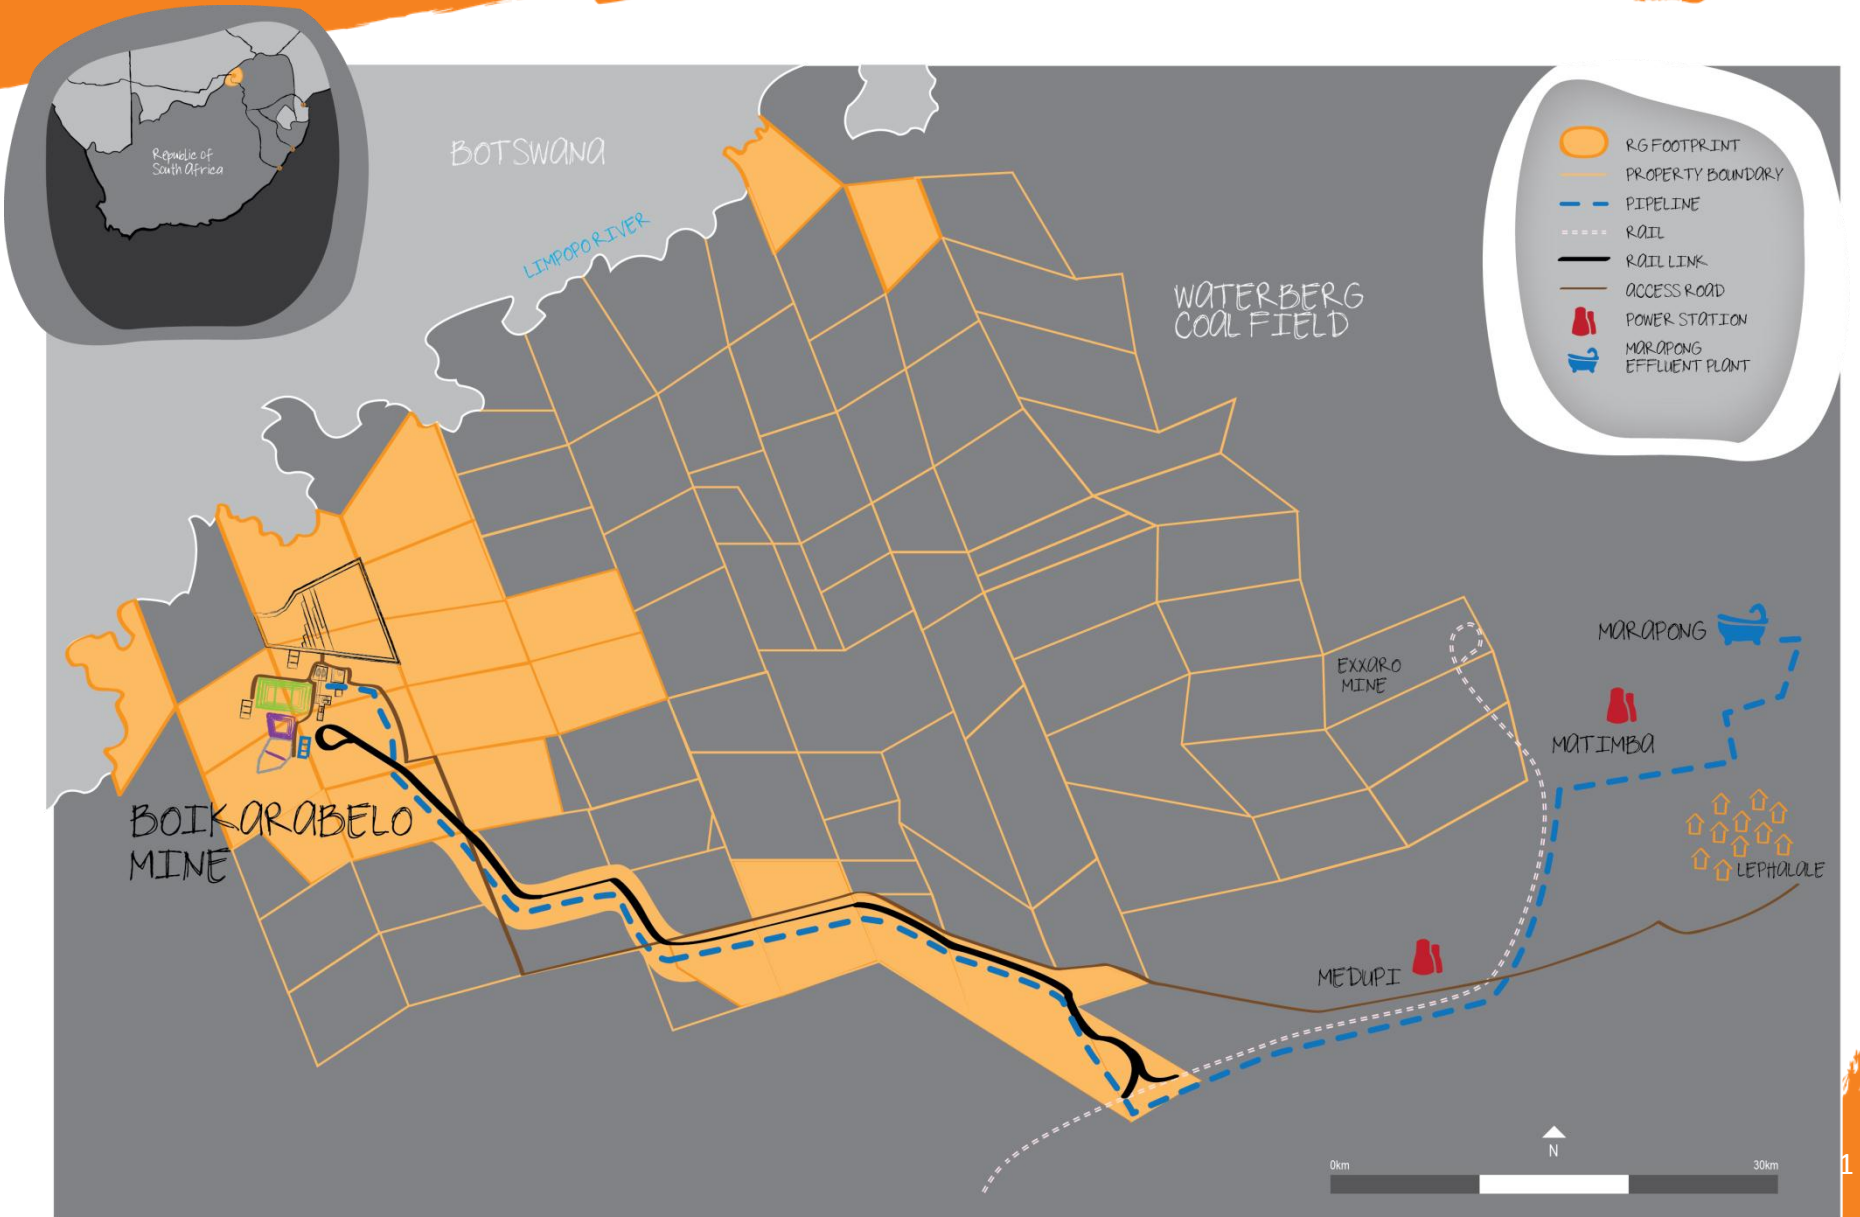 Republic of
South Africa
BOTSWANA
LIMPOPO RIVER
WATERBERG
COAL FIELD
RG FOOTPRINT
PROPERTY BOUNDARY
PIPELINE
RAIL
RAIL LINK
ACCESS ROAD
POWER STATION
MARAPONG
EFFLUENT PLANT
MARAPONG
EXXARO
MINE
MATIMBA
BOIKARABELO
MINE
LEPHALALE
MEDUPI
N
0km
30km
1